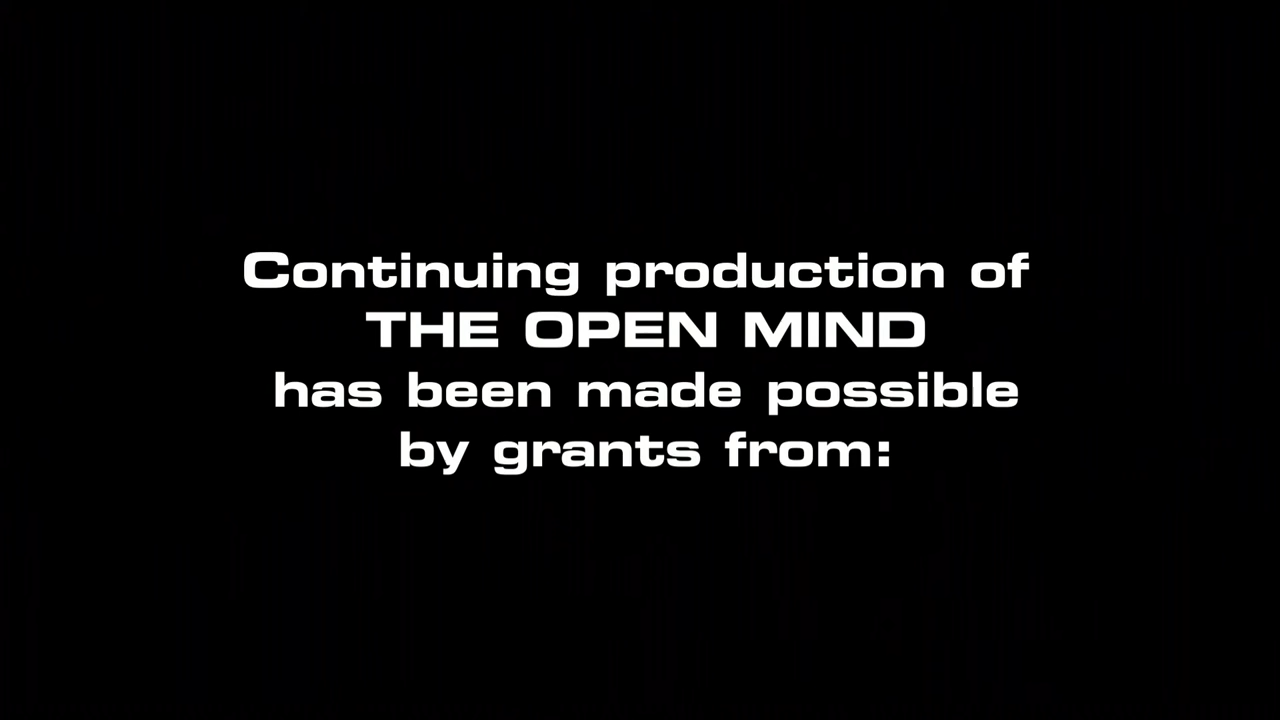 Continuing production of
THE OPEN MIND
has been made possible
by grants from: